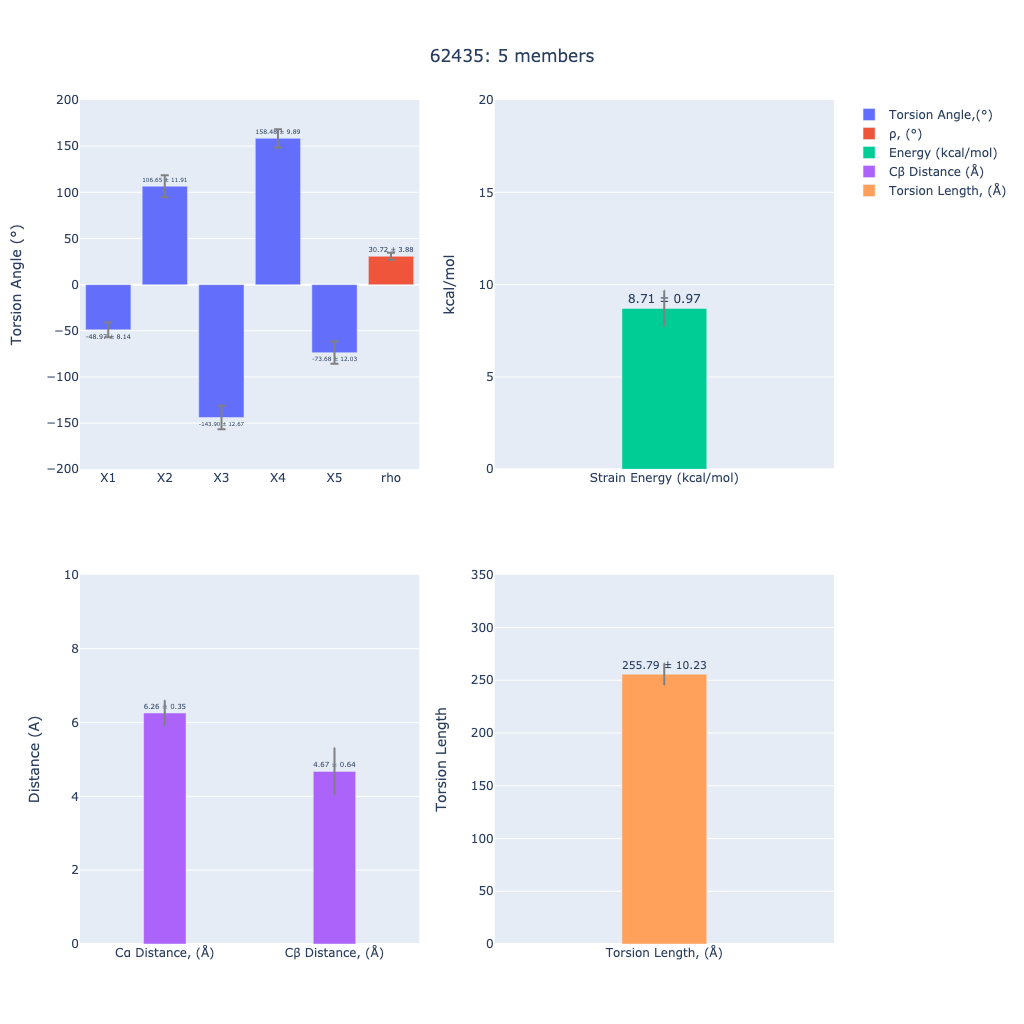 62435: 5 members
Torsion Angle (°)
200
150
100
50
0
−50
−100
−150
−200
-48.97 ± 8.14
106.65 ± 11.91
-143.90 ± 12.67
158.48 ± 9.89
-73.68 ± 12.03
30.72 ± 3.88
X1 X2 X3 X4 X5 rho
kcal/mol
20
15
10
5
0
8.71 ± 0.97
Strain Energy (kcal/mol)
Torsion Angle,(°)
ρ, (°)
Energy (kcal/mol)
Cβ Distance (Å)
Torsion Length, (Å)
Distance (A)
10
8
6
4
2
0
6.26 ± 0.35
4.67 ± 0.64
Cα Distance, (Å) Cβ Distance, (Å)
Torsion Length
350
300
250
200
150
100
50
0
255.79 ± 10.23
Torsion Length, (Å)